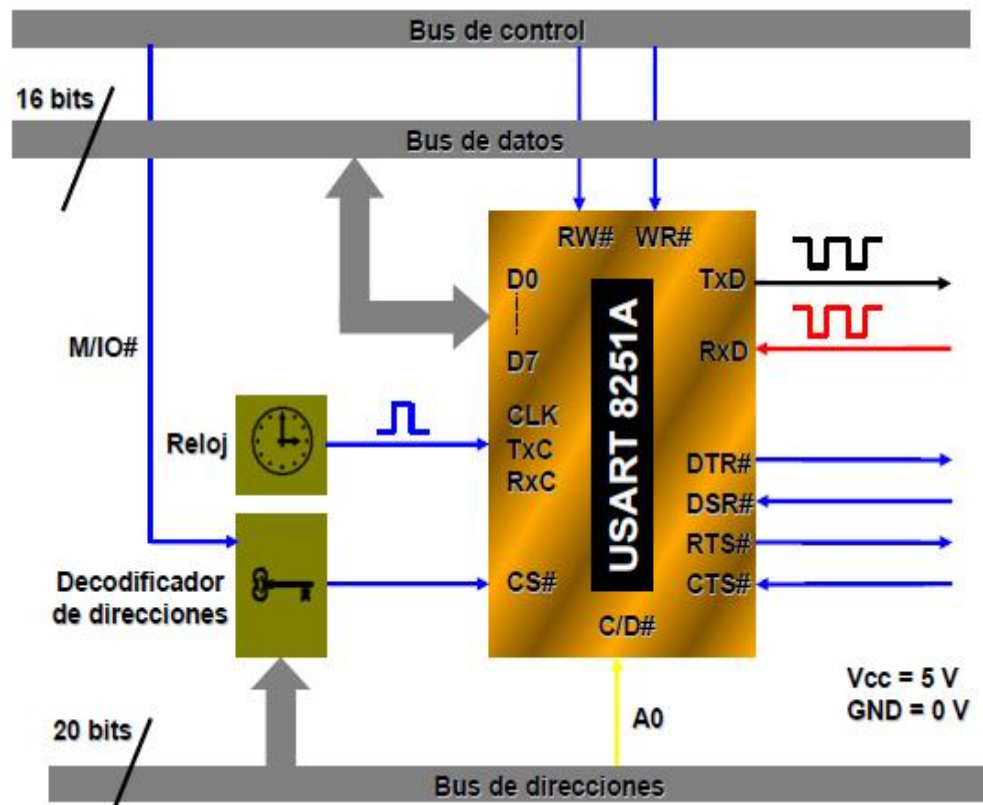 Bus de control
16 bits
Bus de datos
RW# WR#
D0
TxD
D7
RxD
M/IO#
CLK
Reloj
TxC
RxC
USART 8251A
DTR#
DSR#
RTS#
Decodificador
de direcciones
CS#
CTS#
C/D#
Vcc = 5 V
GND = 0 V
A0
20 bits
Bus de direcciones